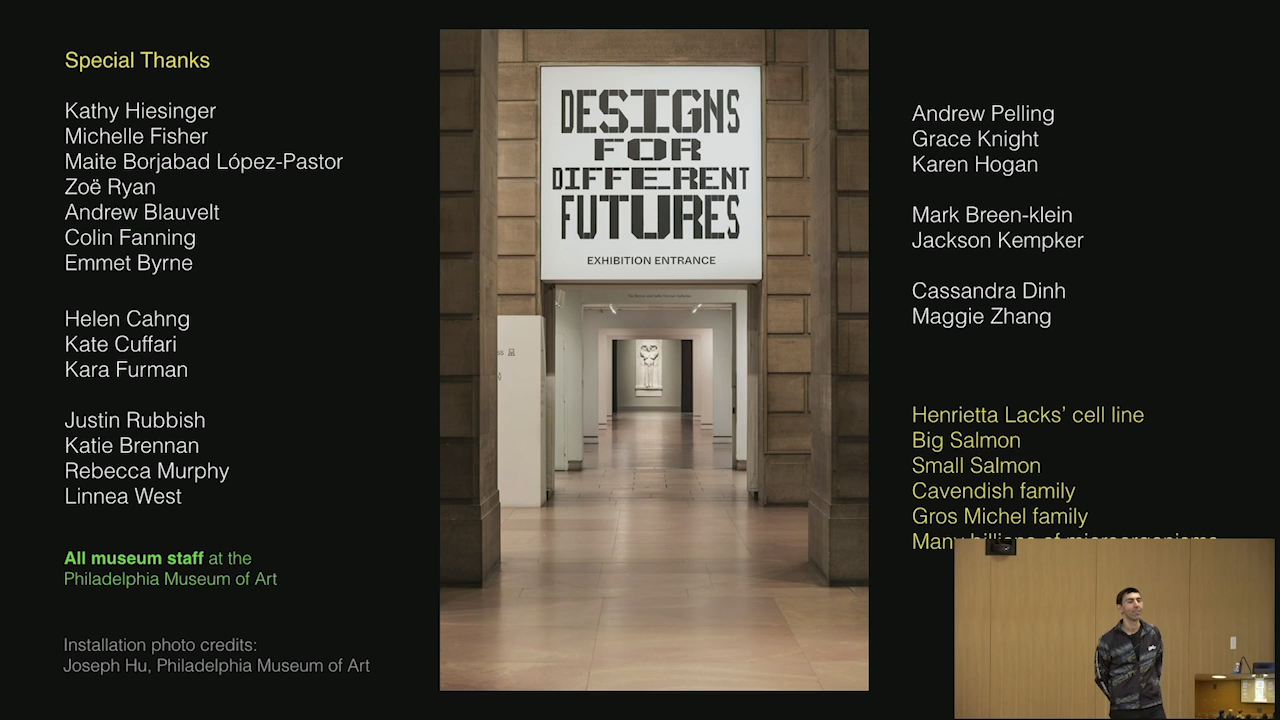 Special Thanks
Kathy Hiesinger
Michelle Fisher
Maite Borjabad López-Pastor
Zoë Ryan
Andrew Blauvelt
Colin Fanning
Emmet Byrne
Helen Cahng
Kate Cuffari
Kara Furman
Justin Rubbish
Katie Brennan
Rebecca Murphy
Linnea West
All museum staff at the
Philadelphia Museum of Art
Installation photo credits:
Joseph Hu, Philadelphia Museum of Art
DESIGNS
FOR
DIFFERENT
FUTURES
EXHIBITION ENTRANCE
Andrew Pelling
Grace Knight
Karen Hogan
Mark Breen-klein
Jackson Kempker
Cassandra Dinh
Maggie Zhang
Henrietta Lacks’ cell line
Big Salmon
Small Salmon
Cavendish family
Gros Michel family
Many billions of microorganisms